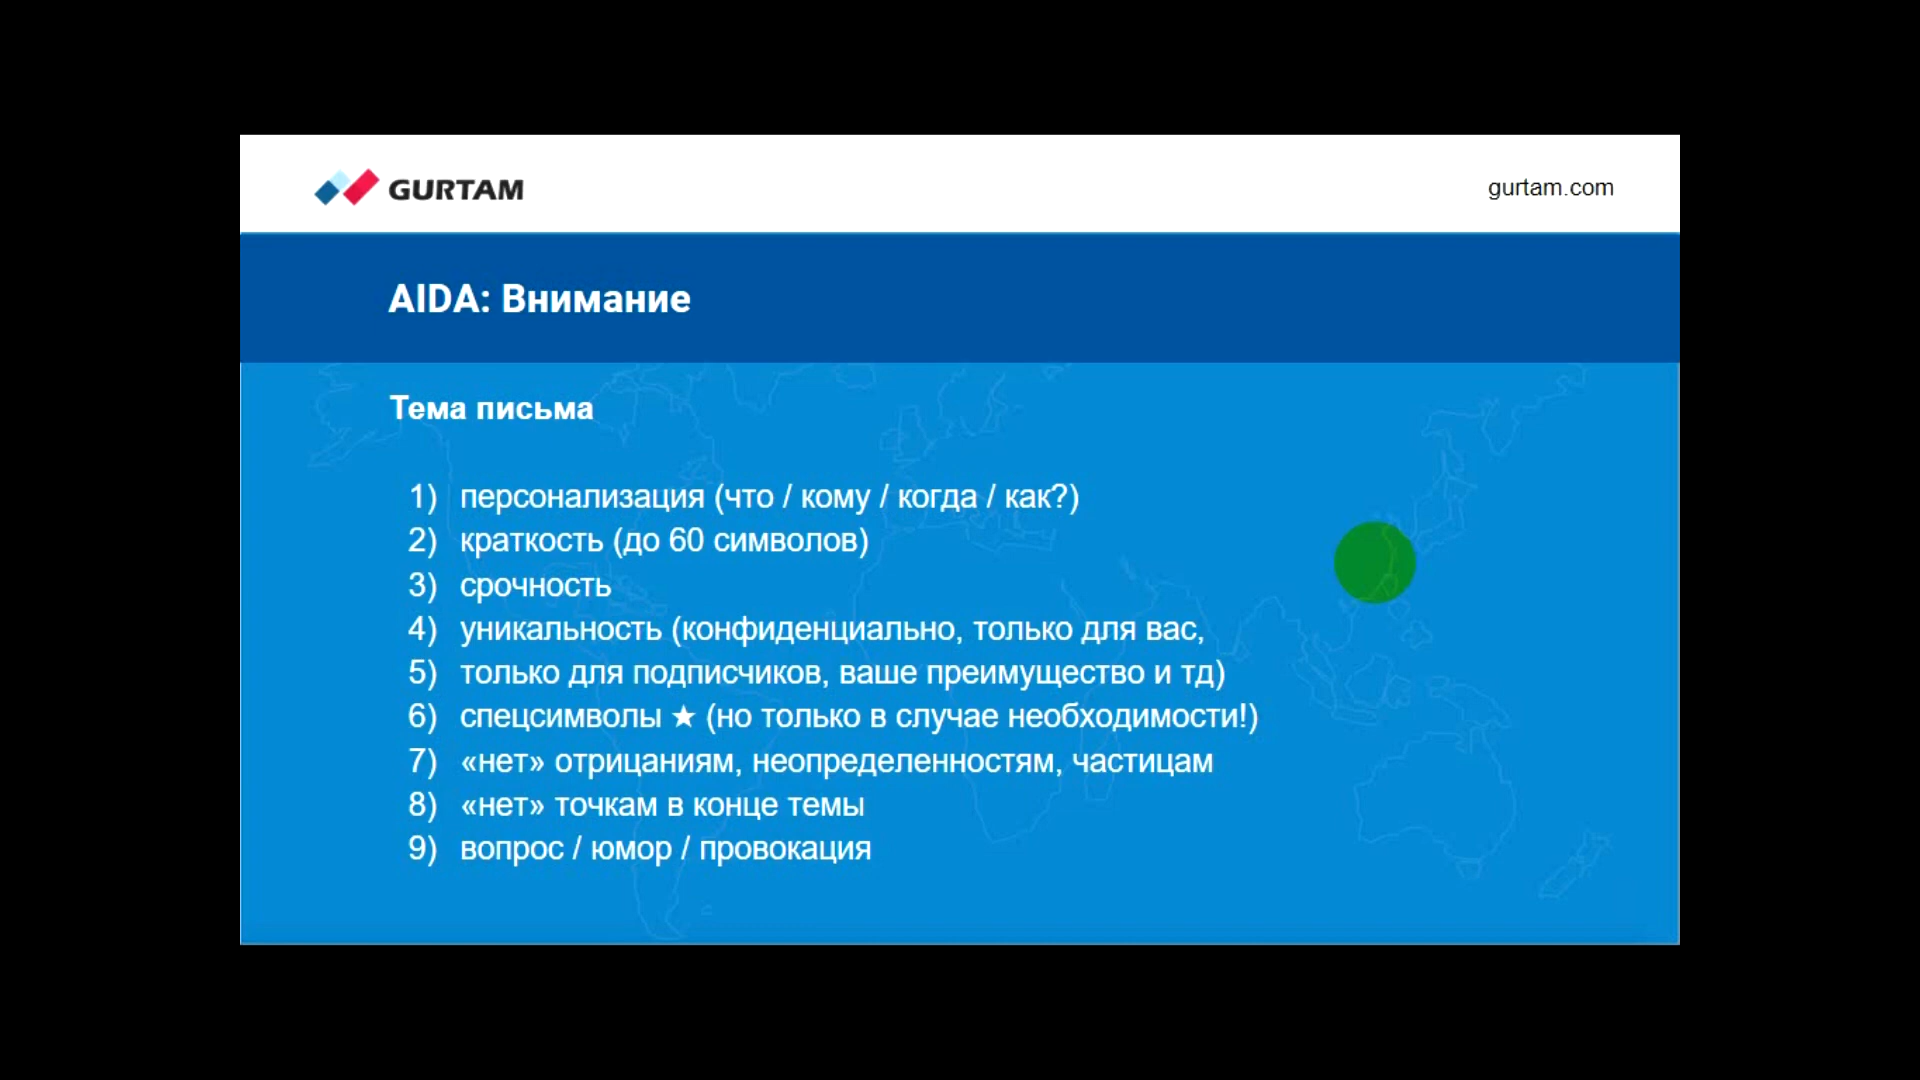 GURTAM
gurtam.com
AIDA: Внимание
Тема письма
1) персонализация (что / кому / когда / как?)
2) краткость (до 60 символов)
3) срочность
4) уникальность (конфиденциально, только для вас,
5) только для подписчиков, ваше преимущество и тд)
6) спецсимволы ★ (но только в случае необходимости!)
7) «нет» отрицаниям, неопределенностям, частицам
8) «нет» точкам в конце темы
9) вопрос / юмор / провокация